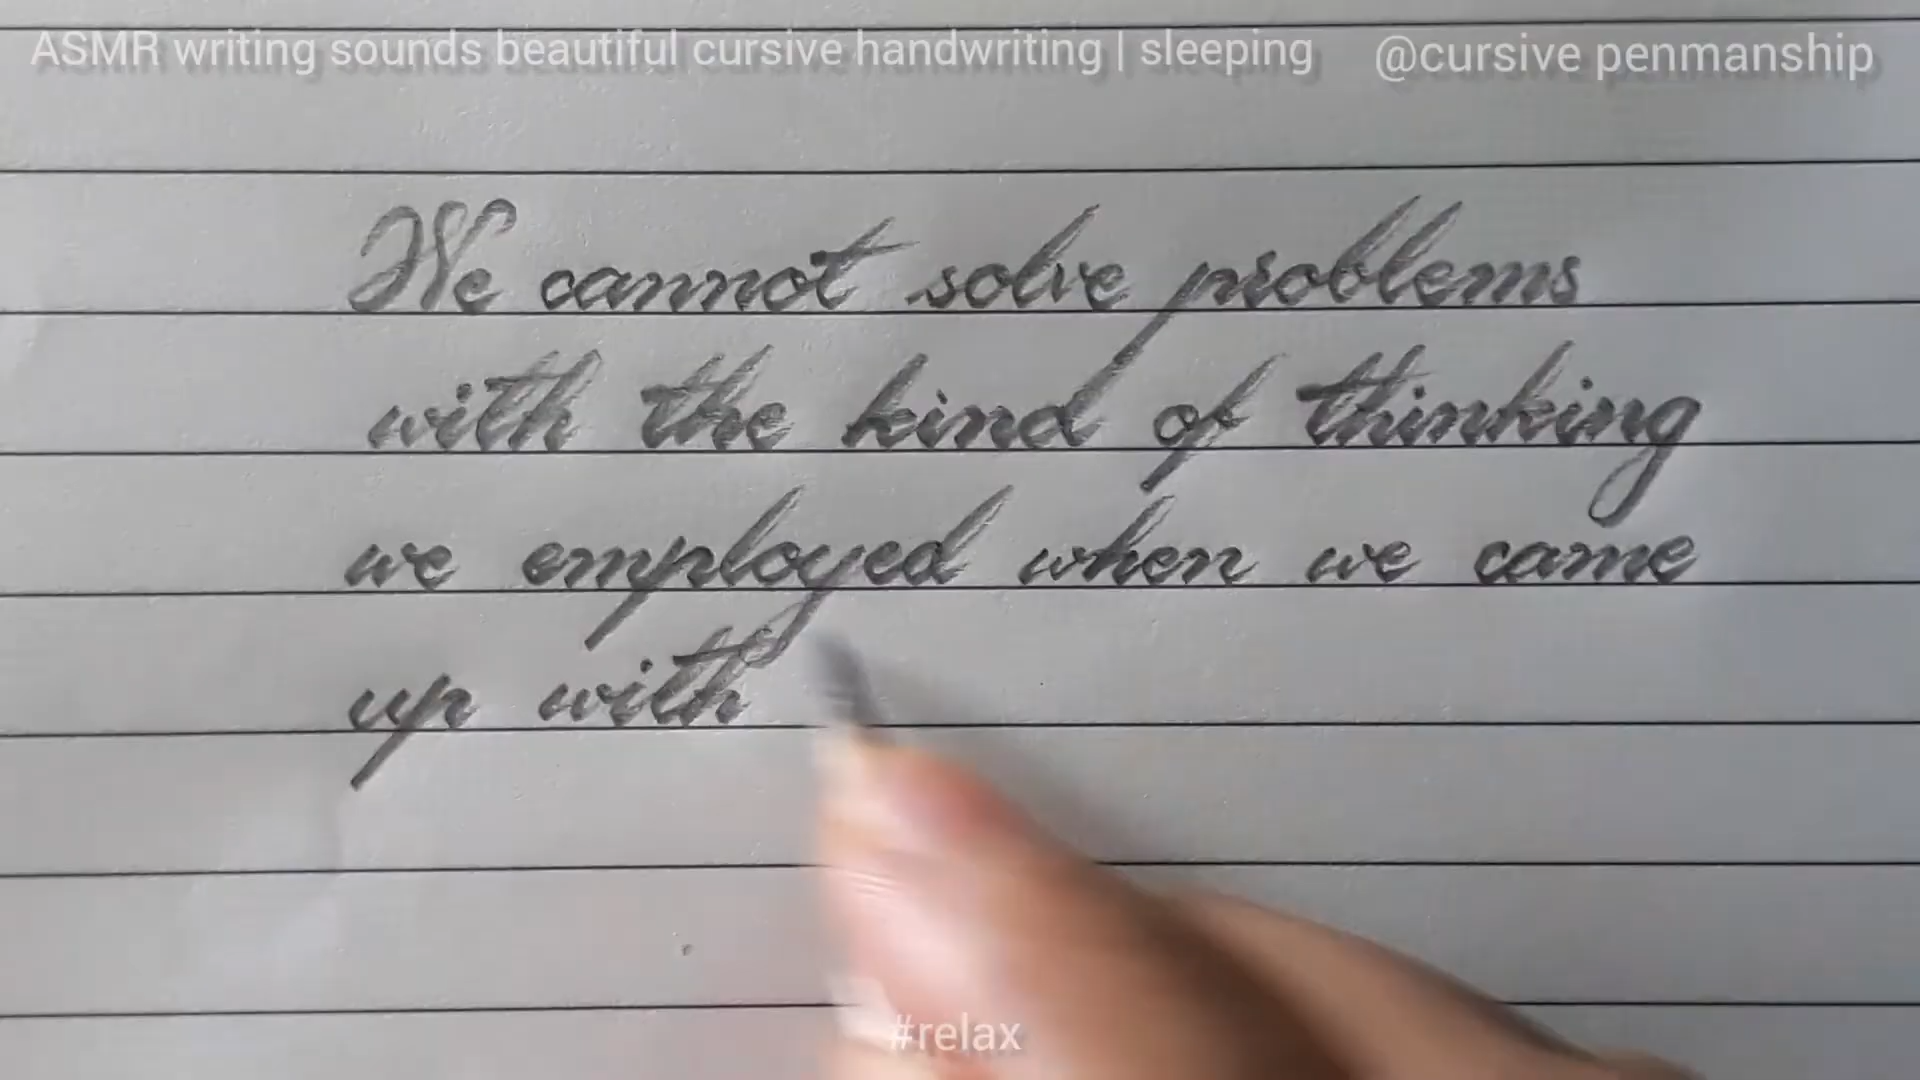 ASMR writing sounds beautiful cursive handwriting | sleeping @cursive penmanship
We cannot solve problems
with the kind of thinking
we employed when we came
up with
#relax